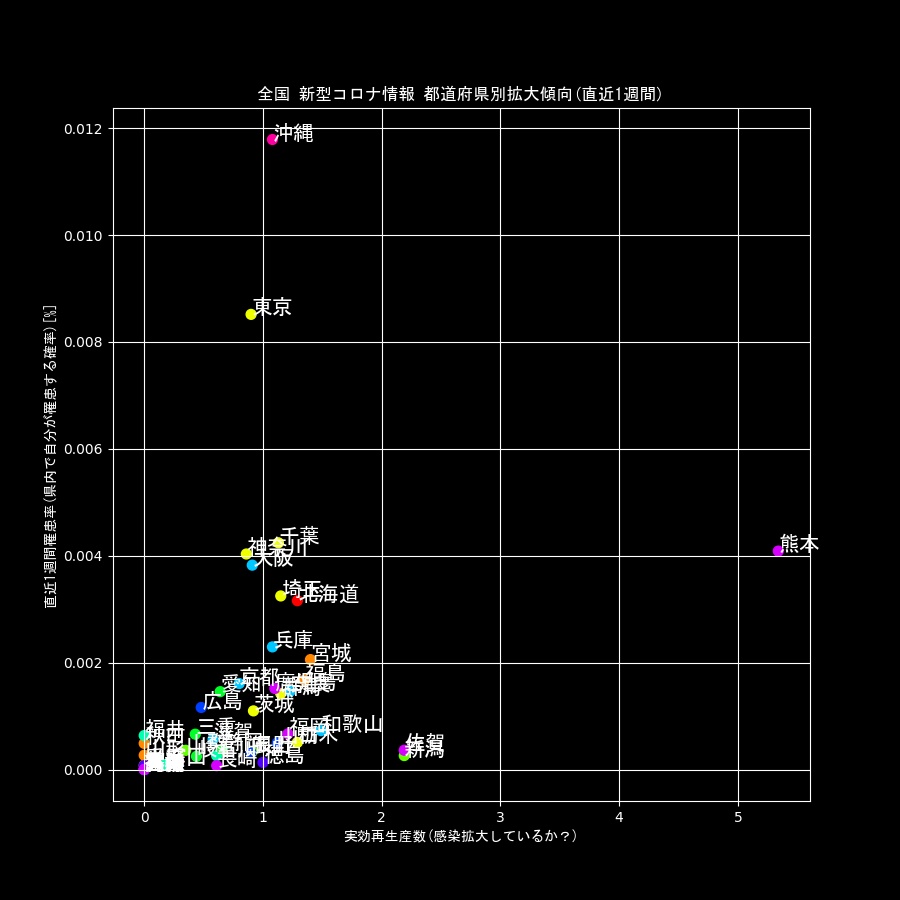 全国 新型コロナ情報 都道府県別拡大傾向(直近1週間)
直近1週間罹患率(県内で自分が罹患する確率)[%]
0.012
0.010
0.008
0.006
0.004
0.002
0.000
沖縄
東京
千葉
神奈川
大阪
熊本
埼玉
北海道
兵庫
宮城
福島
京都
愛知
広島
茨城
福井
三重
滋賀
福岡
和歌山
栃木
佐賀
新潟
長崎
徳島
0 1 2 3 4 5
実効再生産数(感染拡大しているか?)